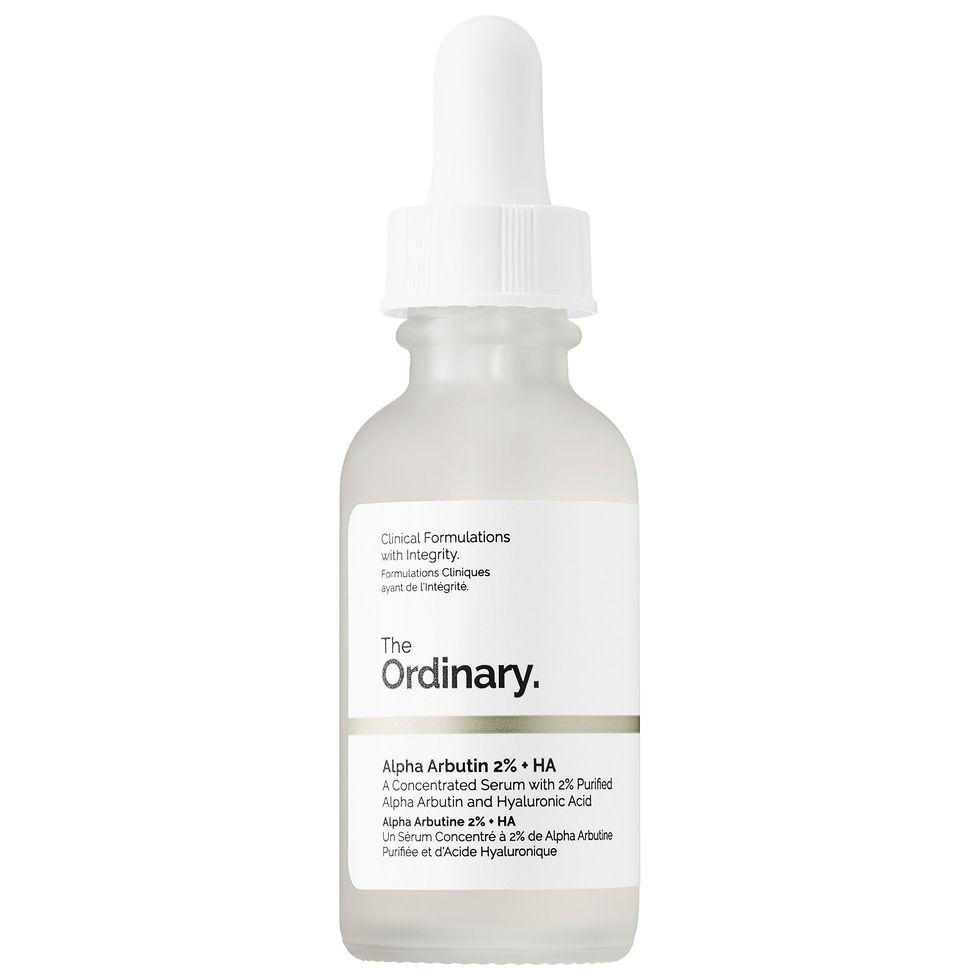 Clinical Formulations
with Integrity.
Formulations Cliniques
ayant de l'Intégrité.
The
Ordinary.
Alpha Arbutin 2% + HA
A Concentrated Serum with 2% Purified
Alpha Arbutin and Hyaluronic Acid
Alpha Arbutine 2% + HA
Un Sérum Concentré à 2% de Alpha Arbutine
Purifiée et d'Acide Hyaluronique